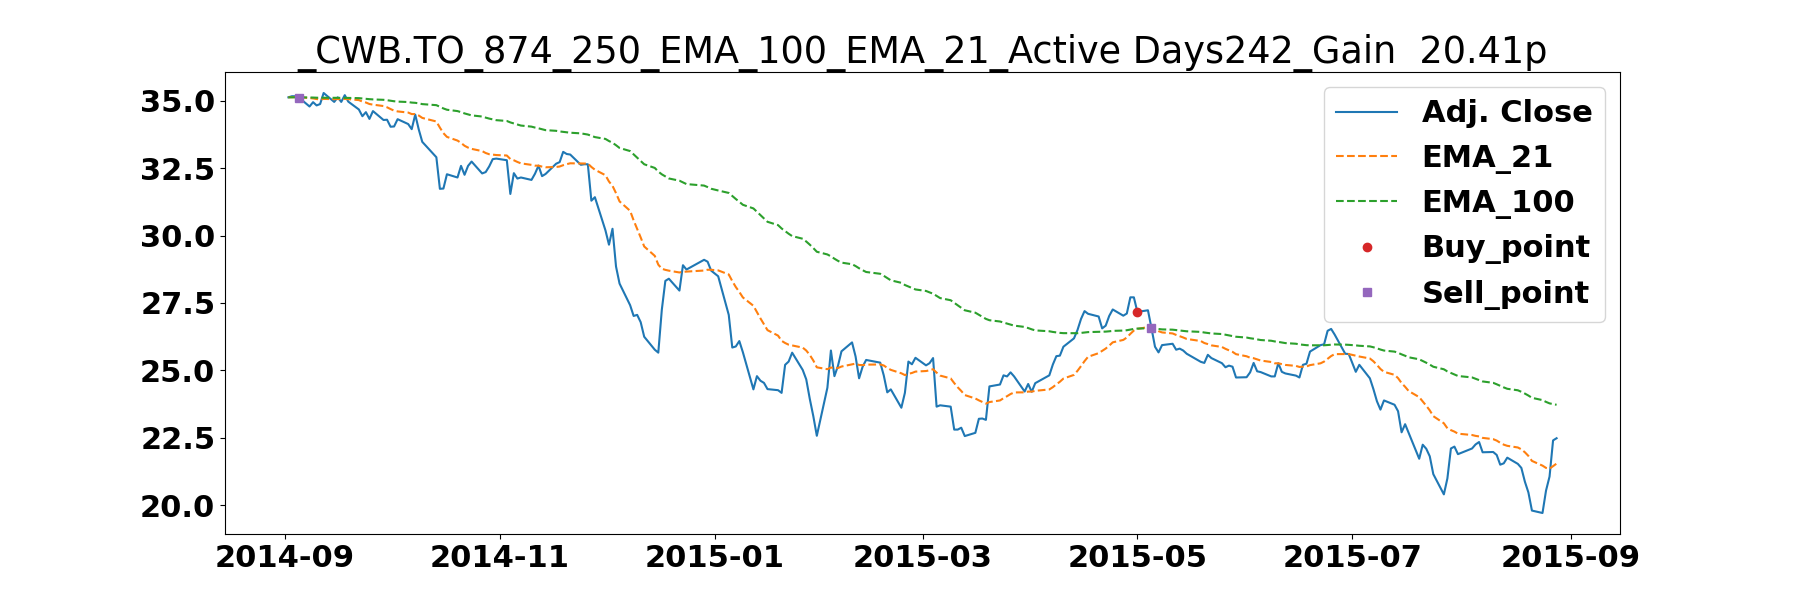 _CWB.TO_874_250_EMA_100_EMA_21_Active Days242_Gain  20.41p
35.0
32.5
30.0
27.5
25.0
22.5
20.0
Adj. Close
EMA_21
EMA_100
Buy_point
Sell_point
2014-09 2014-11 2015-01 2015-03 2015-05 2015-07 2015-09